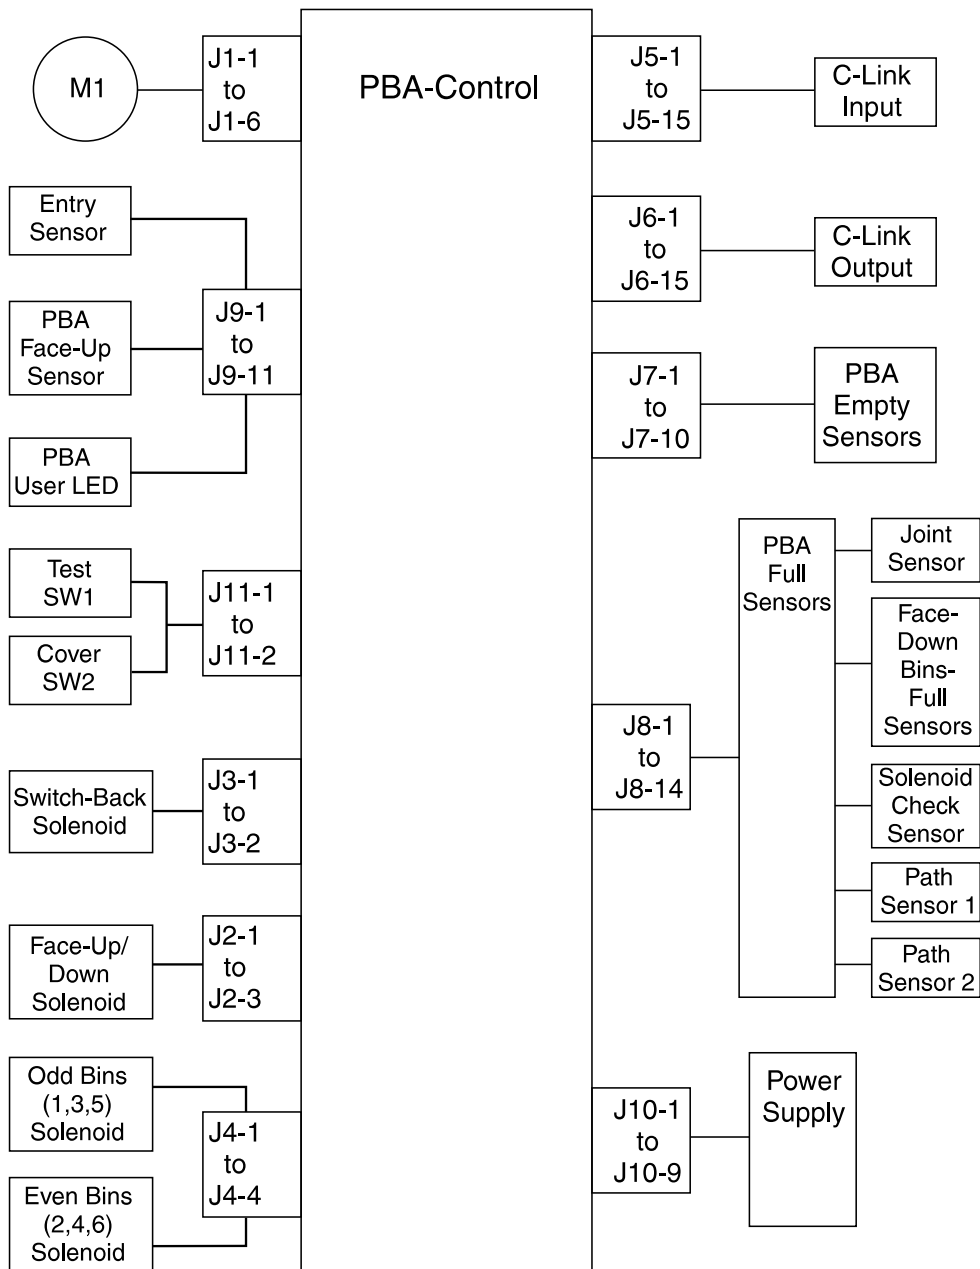 M1
J1-1
to
J1-6
PBA-Control
J5-1
to
J5-15
C-Link
Input
Entry
Sensor
PBA
Face-Up
Sensor
PBA
User LED
J9-1
to
J9-11
J6-1
to
J6-15
C-Link
Output
J7-1
to
J7-10
PBA
Empty
Sensors
Test
SW1
Cover
SW2
J11-1
to
J11-2
Switch-Back
Solenoid
J3-1
to
J3-2
Face-Up/
Down
Solenoid
J2-1
to
J2-3
Odd Bins
(1,3,5)
Solenoid
Even Bins
(2,4,6)
Solenoid
J4-1
to
J4-4
J8-1
to
J8-14
PBA
Full
Sensors
Joint
Sensor
Face-
Down
Bins-
Full
Sensors
Solenoid
Check
Sensor
Path
Sensor 1
Path
Sensor 2
J10-1
to
J10-9
Power
Supply